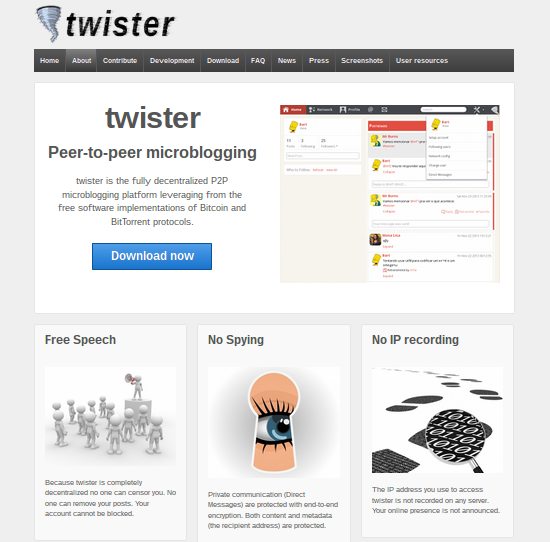 twister
Home About Contribute Development Download FAQ News Press Screenshots User resources
twister
Peer-to-peer microblogging
twister is the fully decentralized P2P
microblogging platform leveraging from the
free software implementations of Bitcoin and
BitTorrent protocols.
Download now
Home Network Profile
Free Speech
No Spying
No IP recording
Because twister is completely
decentralized no one can censor you. No
one can remove your posts. Your
account cannot be blocked.
Private communication (Direct
Messages) are protected with end-to-end
encryption. Both content and metadata
(the recipient address) are protected.
The IP address you use to access
twister is not recorded on any server.
Your online presence is not announced.